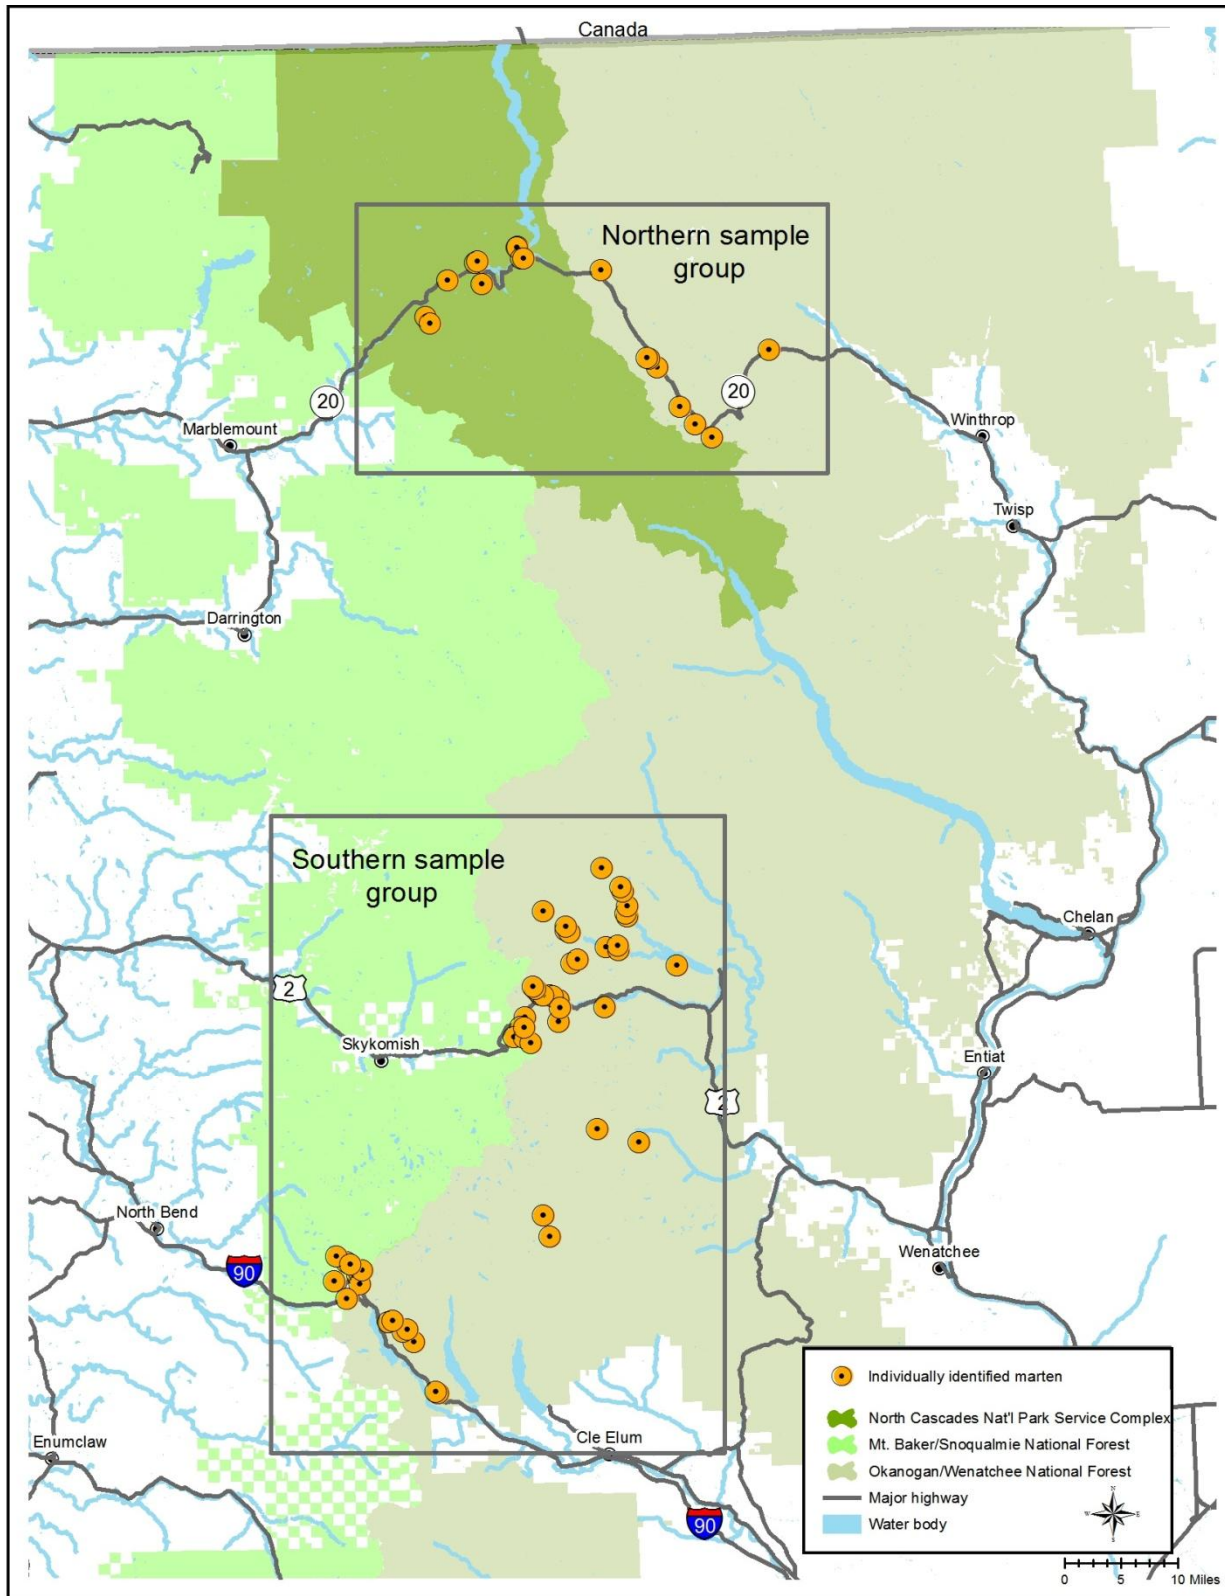 Canada
Northern sample
group
20
20
Marblemount
Winthrop
Twisp
Darrington
Southern sample
group
Chelan
2
Skykomish
Entiat
2
North Bend
90
Wenatchee
Individually identified marten
North Cascades Nat'l Park Service Complex
Mt. Baker/Snoqualmie National Forest
Okanogan/Wenatchee National Forest
Major highway
Water body
N
W
E
S
Enumclaw
Cle Elum
90
0 5 10 Miles